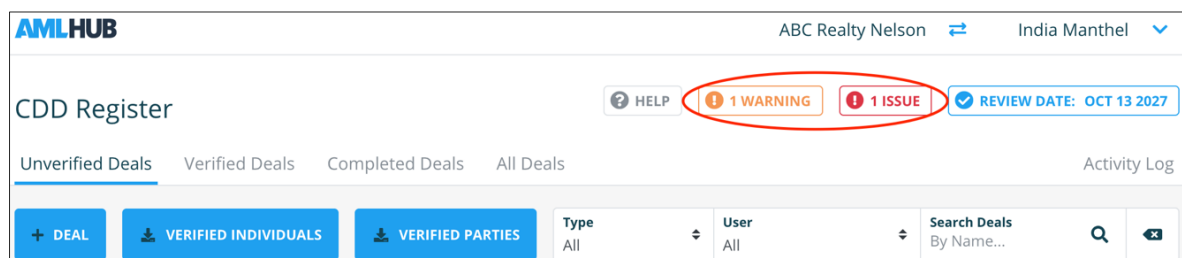 AMLHUB ABC Realty Nelson India Manthel
CDD Register HELP 1 WARNING 1 ISSUE REVIEW DATE: OCT 13 2027
Unverified Deals Verified Deals Completed Deals All Deals Activity Log
+ DEAL VERIFIED INDIVIDUALS VERIFIED PARTIES
Type
All
User
All
Search Deals
By Name...